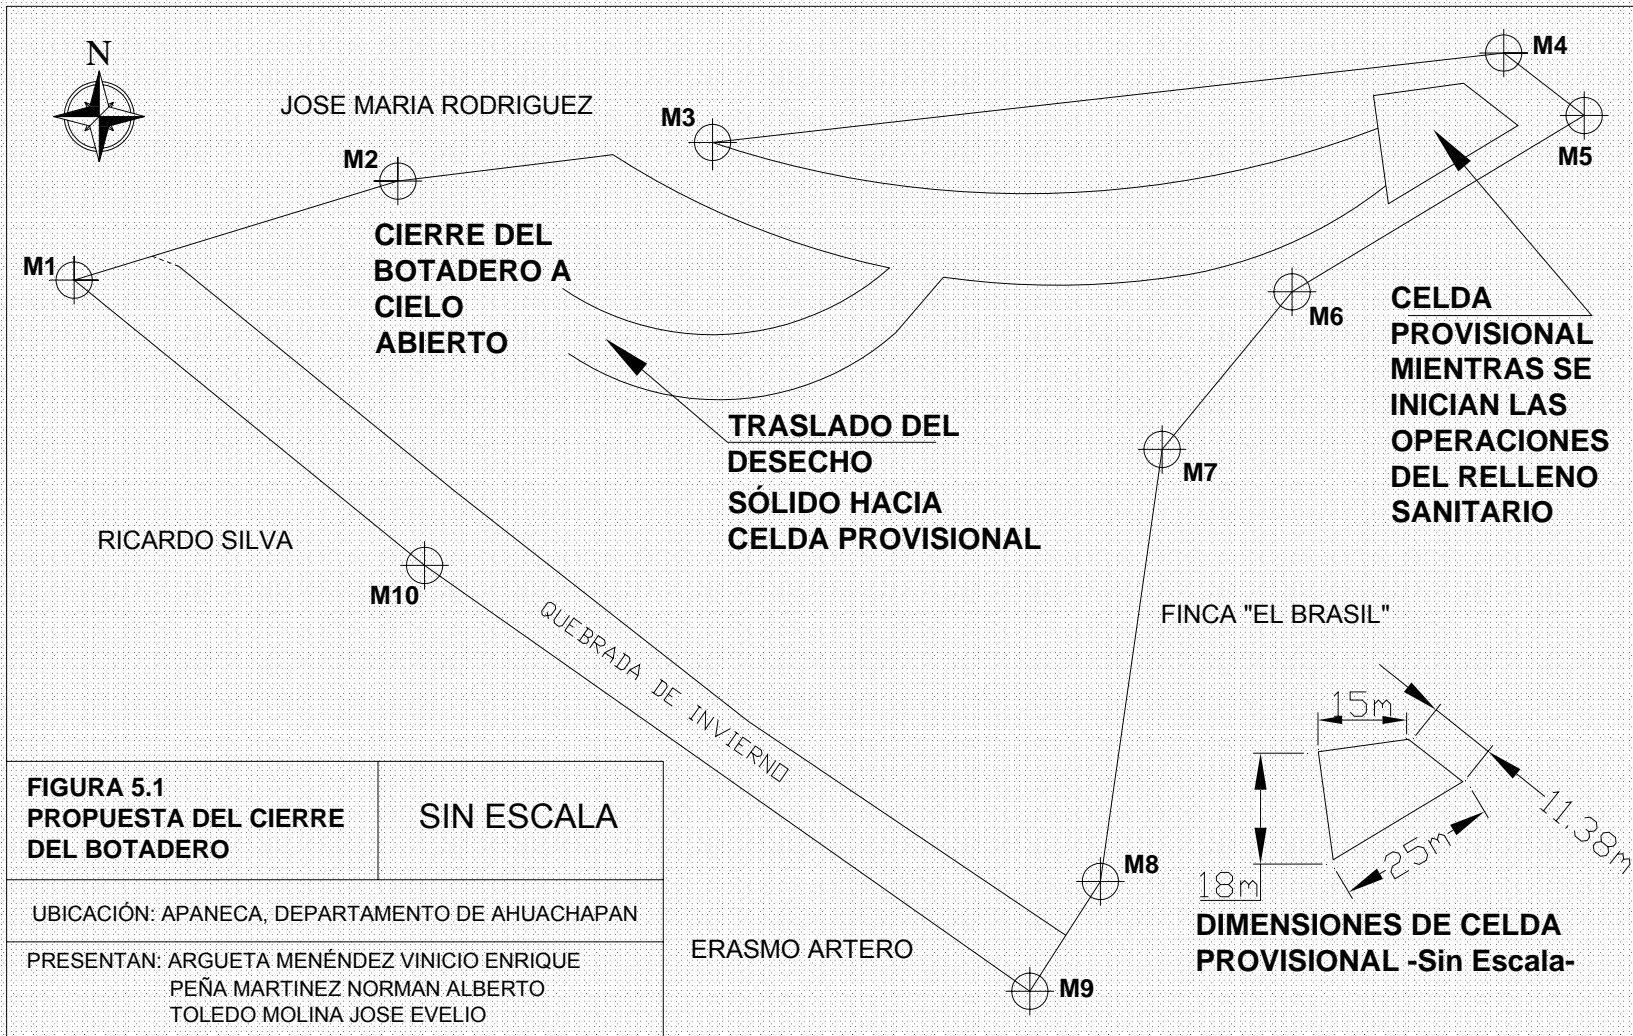 N
JOSE MARIA RODRIGUEZ
M1
M2
M3
M4
M5
M6
M7
M8
M9
M10
CIERRE DEL
BOTADERO A
CIELO
ABIERTO
TRASLADO DEL
DESECHO
SÓLIDO HACIA
CELDA PROVISIONAL
CELDA
PROVISIONAL
MIENTRAS SE
INICIAN LAS
OPERACIONES
DEL RELLENO
SANITARIO
RICARDO SILVA
QUEBRADA DE INVIERNO
FINCA "EL BRASIL"
15m
11.38m
25m
18m
DIMENSIONES DE CELDA
PROVISIONAL -Sin Escala-
ERASMO ARTERO
FIGURA 5.1
PROPUESTA DEL CIERRE
DEL BOTADERO
SIN ESCALA
UBICACIÓN: APANECA, DEPARTAMENTO DE AHUACHAPAN
PRESENTAN: ARGUETA MENÉNDEZ VINICIO ENRIQUE
PEÑA MARTINEZ NORMAN ALBERTO
TOLEDO MOLINA JOSE EVELIO